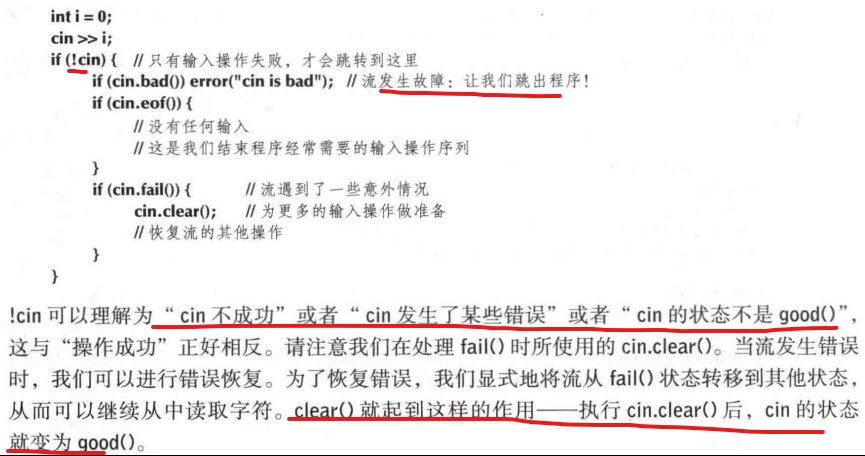 int i = 0;
cin >> i;
if (!cin) { // 只有输入操作失败，才会跳转到这里
if (cin.bad()) error("cin is bad"); // 流发生故障：让我们跳出程序！
if (cin.eof()) {
// 没有任何输入
// 这是我们结束程序经常需要的输入操作序列
}
if (cin.fail()) { // 流遇到了一些意外情况
cin.clear(); // 为更多的输入操作做准备
// 恢复流的其他操作
}
}
!cin 可以理解为“ cin 不成功”或者“ cin 发生了某些错误”或者“ cin 的状态不是 good()”，
这与“操作成功”正好相反。请注意我们在处理 fail() 时所使用的 cin.clear()。当流发生错误
时，我们可以进行错误恢复。为了恢复错误，我们显式地将流从 fail() 状态转移到其他状态，
从而可以继续从中读取字符。clear() 就起到这样的作用——执行 cin.clear() 后，cin 的状态
就变为 good()。